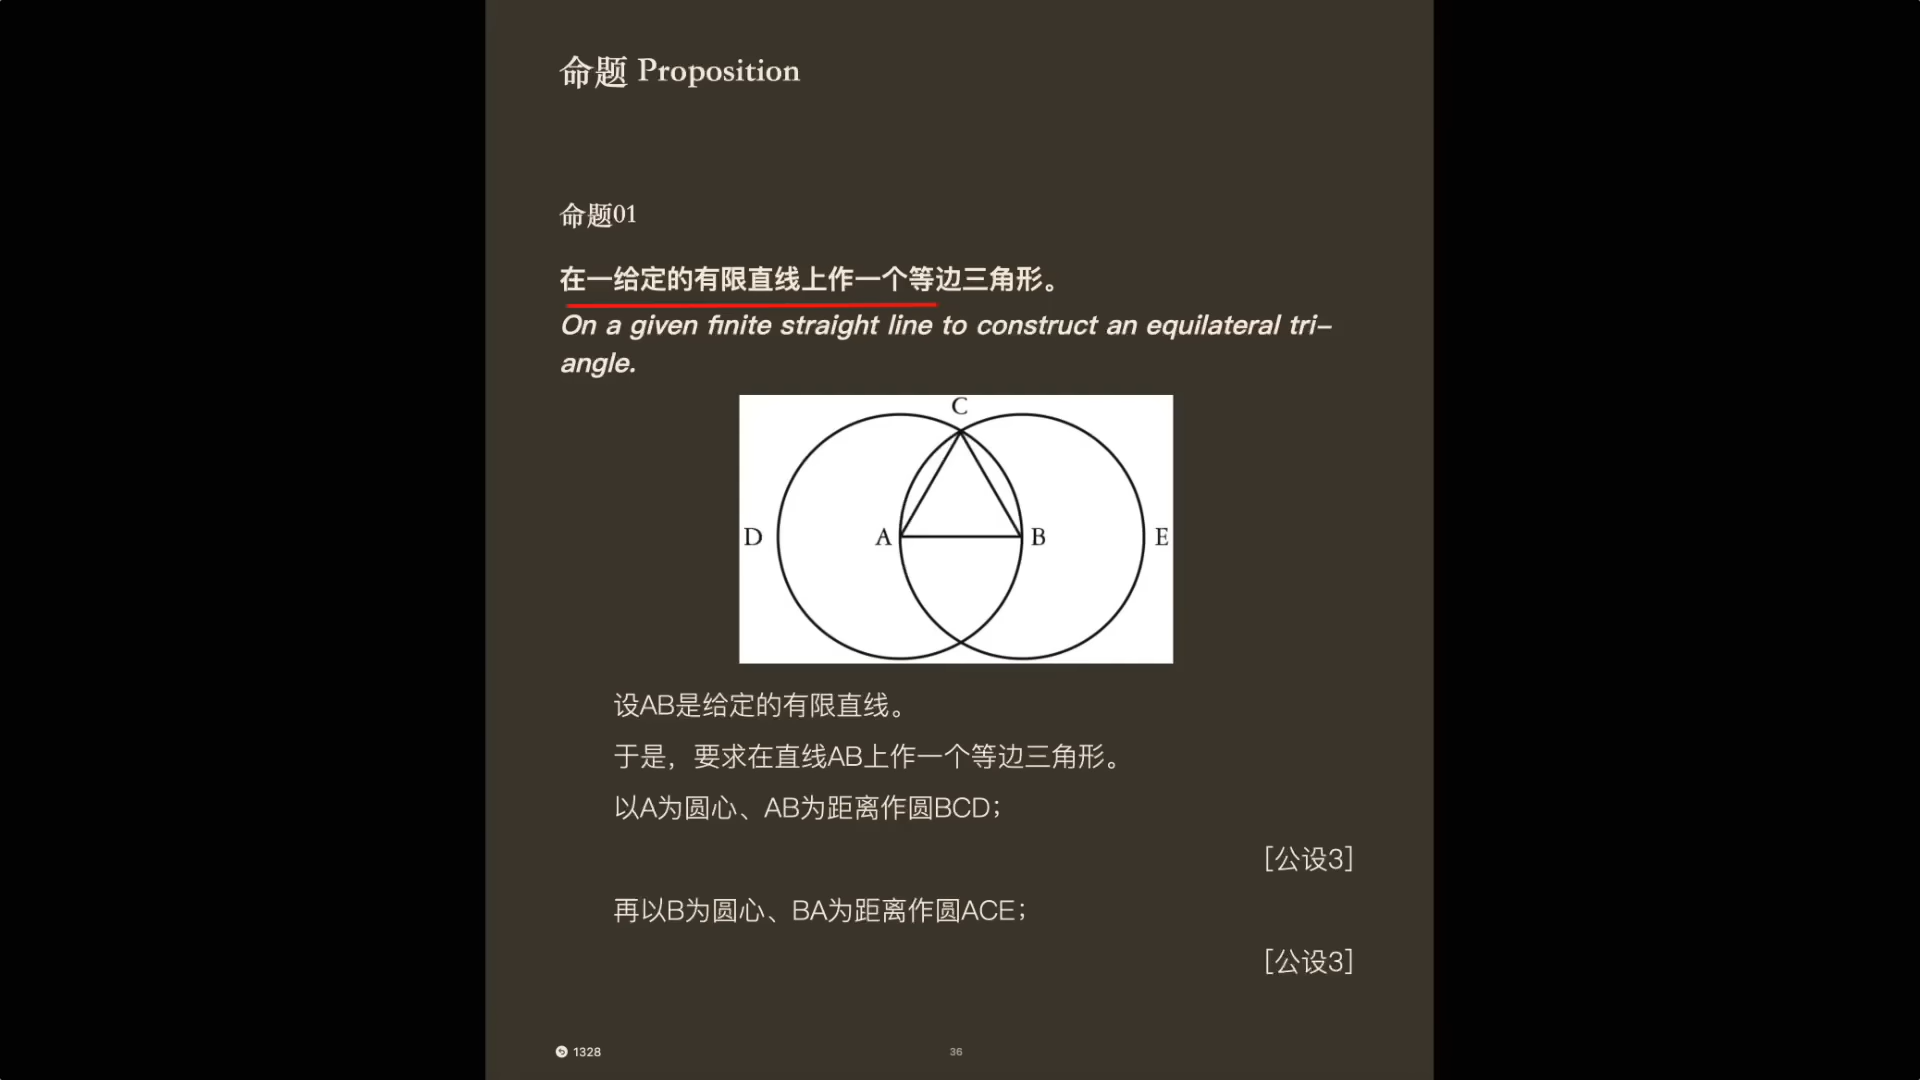 命题 Proposition
命题01
在一给定的有限直线上作一个等边三角形。
On a given finite straight line to construct an equilateral tri–
angle.
C
D A B E
设AB是给定的有限直线。
于是，要求在直线AB上作一个等边三角形。
以A为圆心、AB为距离作圆BCD；
[公设3]
再以B为圆心、BA为距离作圆ACE；
[公设3]
1328 36